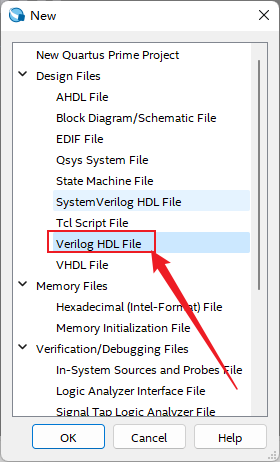 New
New Quartus Prime Project
Design Files
AHDL File
Block Diagram/Schematic File
EDIF File
Qsys System File
State Machine File
SystemVerilog HDL File
Tcl Script File
Verilog HDL File
VHDL File
Memory Files
Hexadecimal (Intel-Format) File
Memory Initialization File
Verification/Debugging Files
In-System Sources and Probes File
Logic Analyzer Interface File
Signal Tap Logic Analyzer File
OK
Cancel
Help